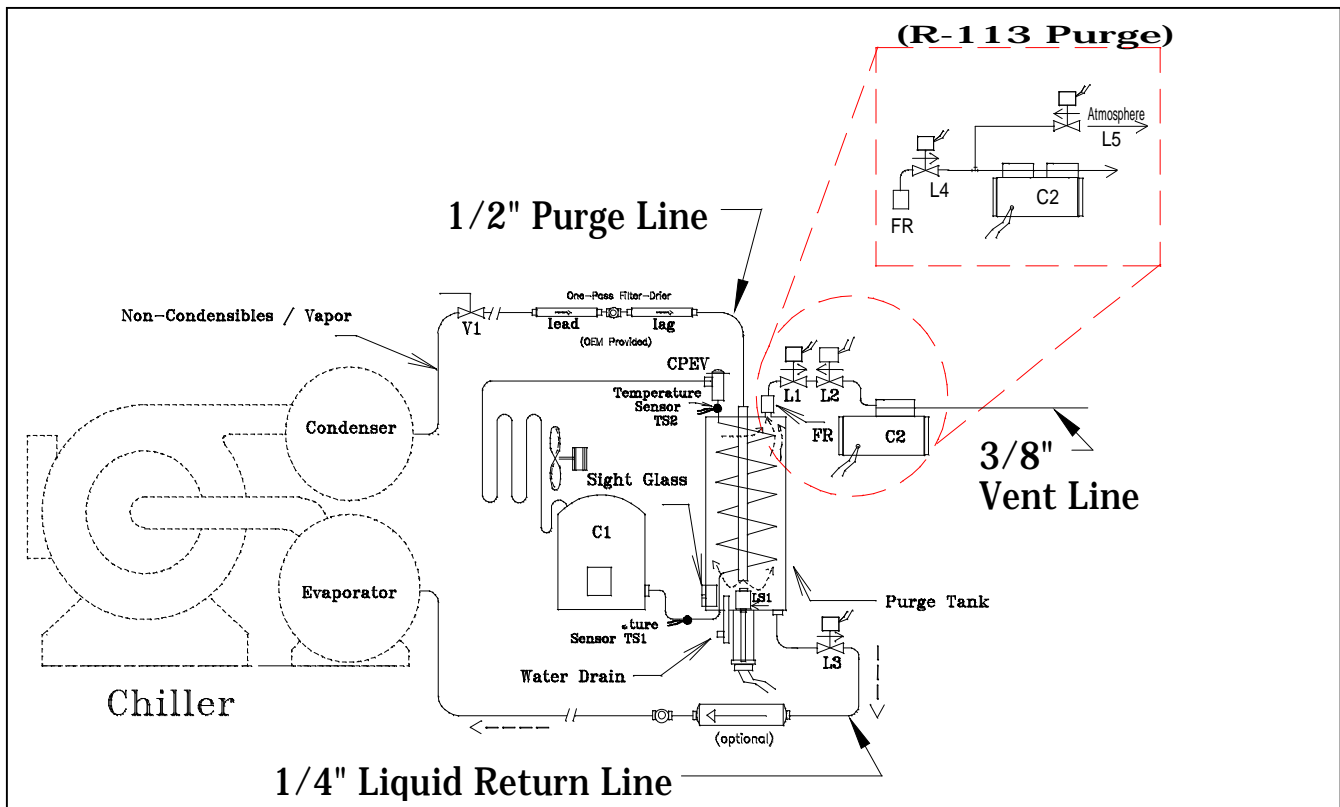 (R-113 Purge)
Atmosphere
L5
L4
C2
FR
1/2" Purge Line
One-Pass Filter-Drier
Non-Condensibles / Vapor
V1
lead
lag
(OEM Provided)
CPEV
Temperature
Sensor
TS2
L1
L2
FR
C2
Condenser
3/8"
Vent Line
Sight Glass
C1
Evaporator
LS1
Purge Tank
ture
Sensor TS1
L3
Water Drain
Chiller
(optional)
1/4" Liquid Return Line